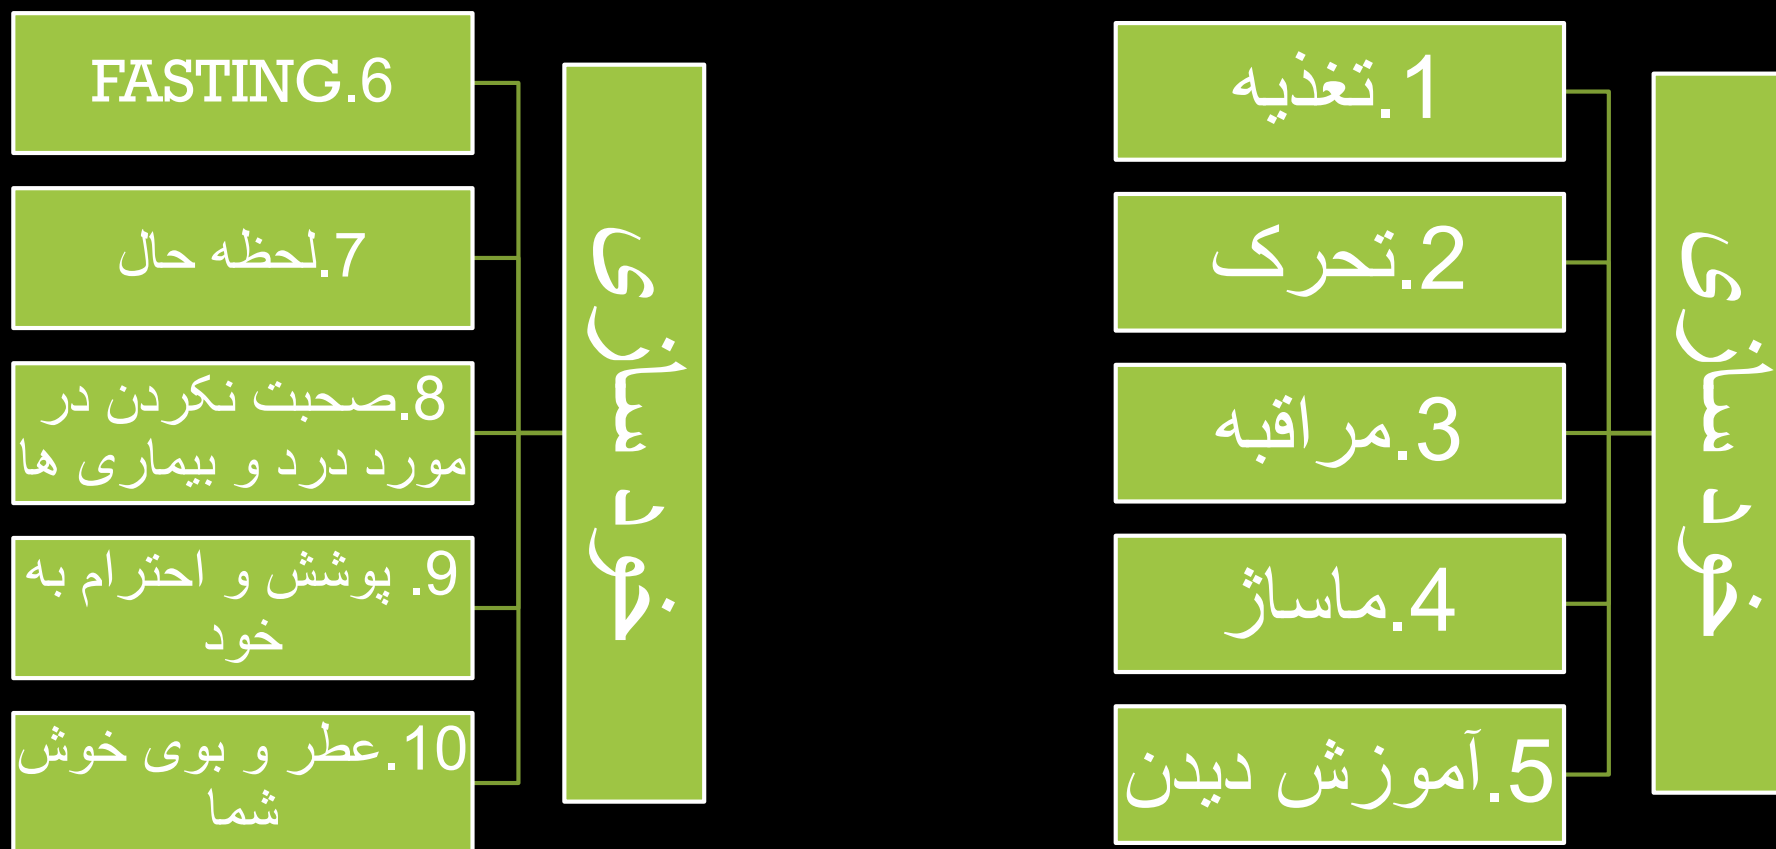 خود سازی
1.تغذیه
2.تحرک
3.مراقبه
4.ماساژ
5.آموزش دیدن
خود سازی
6.FASTING
7.لحظه حال
8.صحبت نکردن در
مورد درد و بیماری ها
9. پوشش و احترام به
خود
10.عطر و بوی خوش
شما